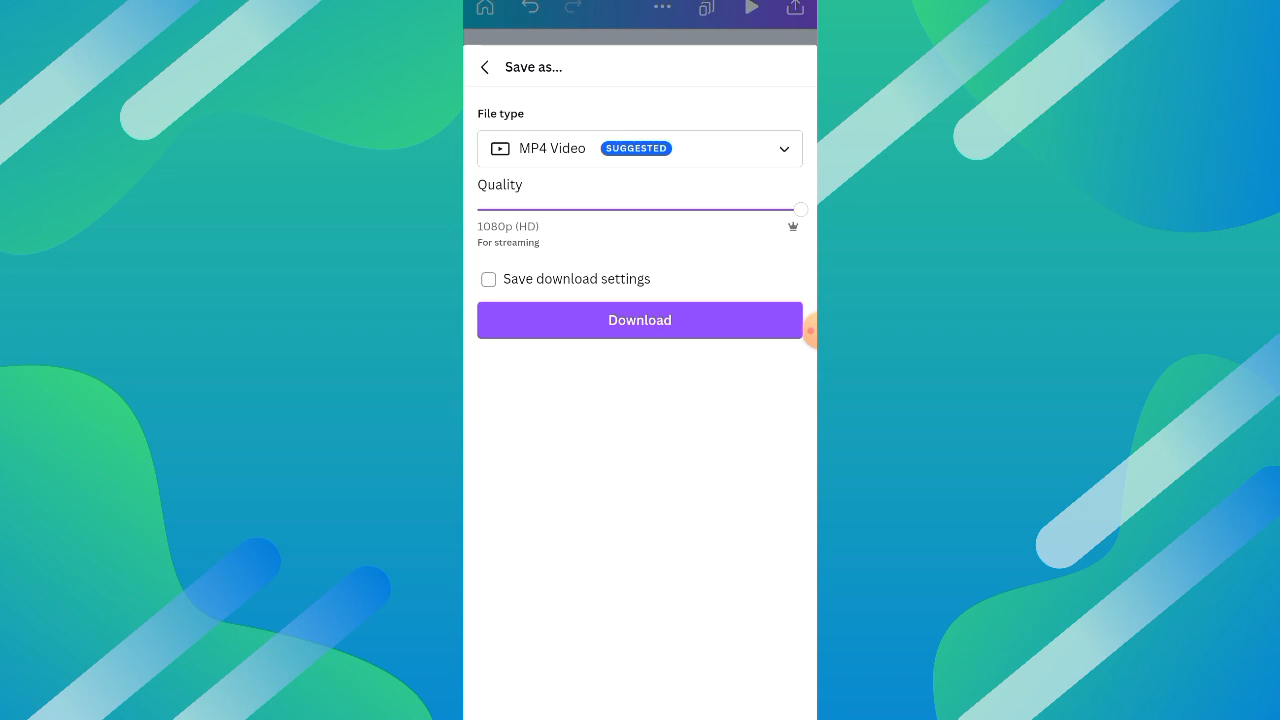 Save as...
File type
MP4 Video SUGGESTED
Quality
1080p (HD)
For streaming
Save download settings
Download